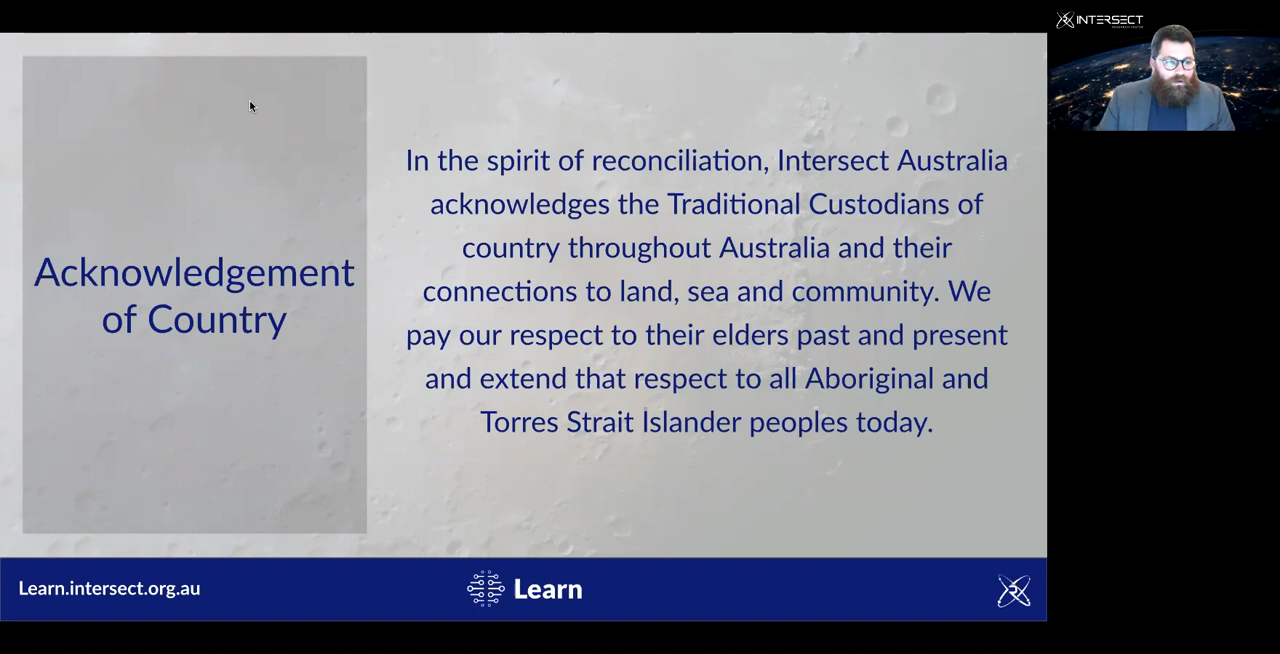 INTERSECT
Acknowledgement
of Country
In the spirit of reconciliation, Intersect Australia
acknowledges the Traditional Custodians of
country throughout Australia and their
connections to land, sea and community. We
pay our respect to their elders past and present
and extend that respect to all Aboriginal and
Torres Strait Islander peoples today.
Learn.intersect.org.au
Learn